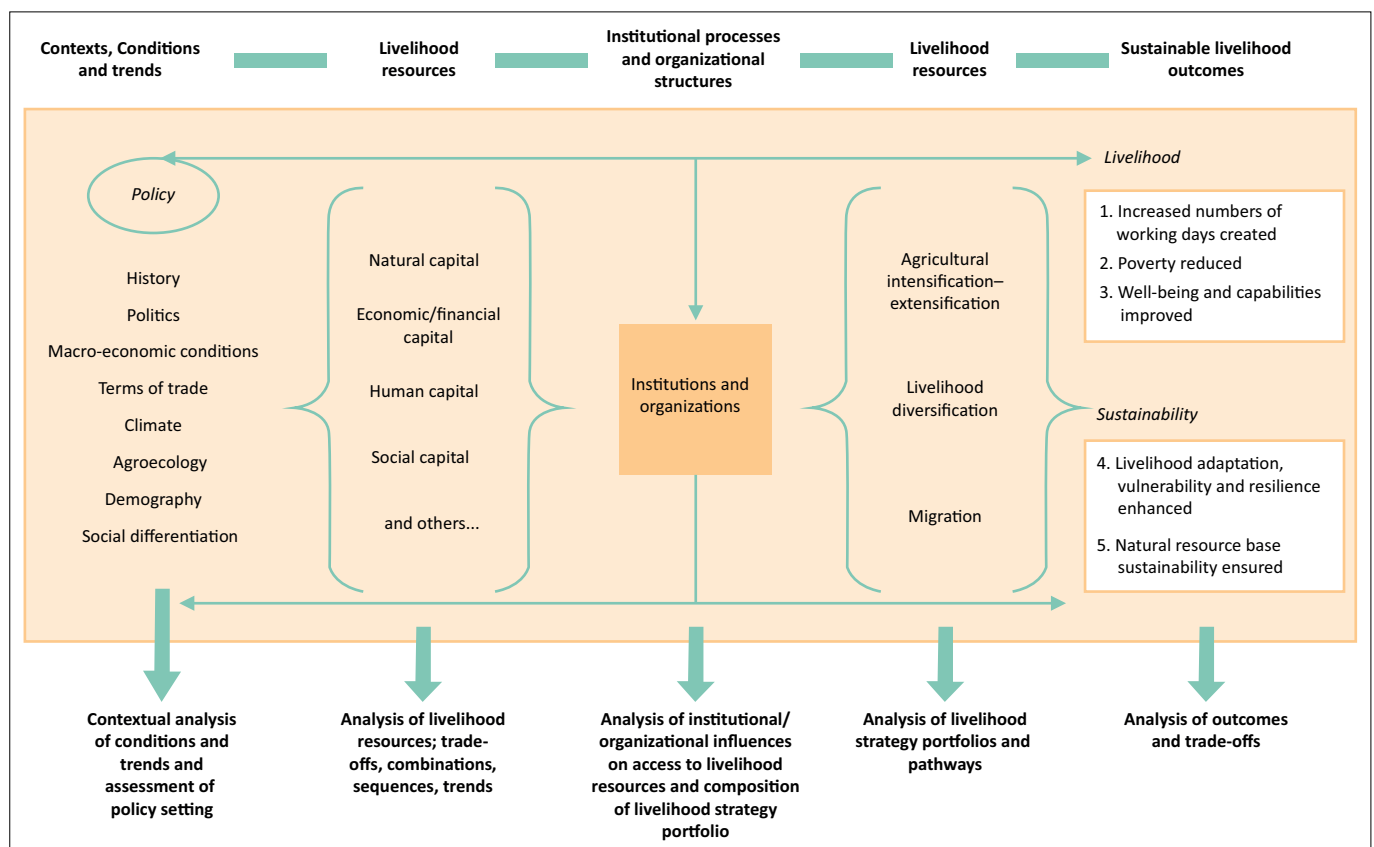 Contexts, Conditions
and trends
Livelihood
resources
Institutional processes
and organizational
structures
Livelihood
resources
Sustainable livelihood
outcomes
Policy
History
Politics
Macro-economic conditions
Terms of trade
Climate
Agroecology
Demography
Social differentiation
Natural capital
Economic/financial
capital
Human capital
Social capital
and others...
Institutions and
organizations
Agricultural
intensification–
extensification
Livelihood
diversification
Migration
Livelihood
1. Increased numbers of
working days created
2. Poverty reduced
3. Well-being and capabilities
improved
Sustainability
4. Livelihood adaptation,
vulnerability and resilience
enhanced
5. Natural resource base
sustainability ensured
Contextual analysis
of conditions and
trends and
assessment of
policy setting
Analysis of livelihood
resources; trade-
offs, combinations,
sequences, trends
Analysis of institutional/
organizational influences
on access to livelihood
resources and composition
of livelihood strategy
portfolio
Analysis of livelihood
strategy portfolios and
pathways
Analysis of outcomes
and trade-offs